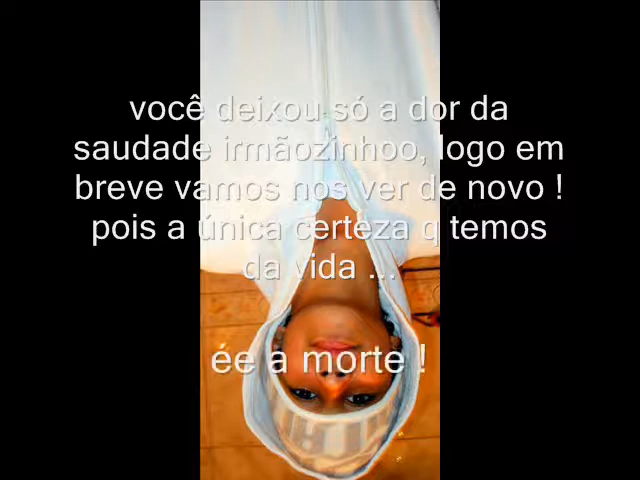 você deixou só a dor da
saudade irmãozinhoo, logo em
breve vamos nos ver de novo !
pois a única certeza q temos
da vida ...
ee a morte !